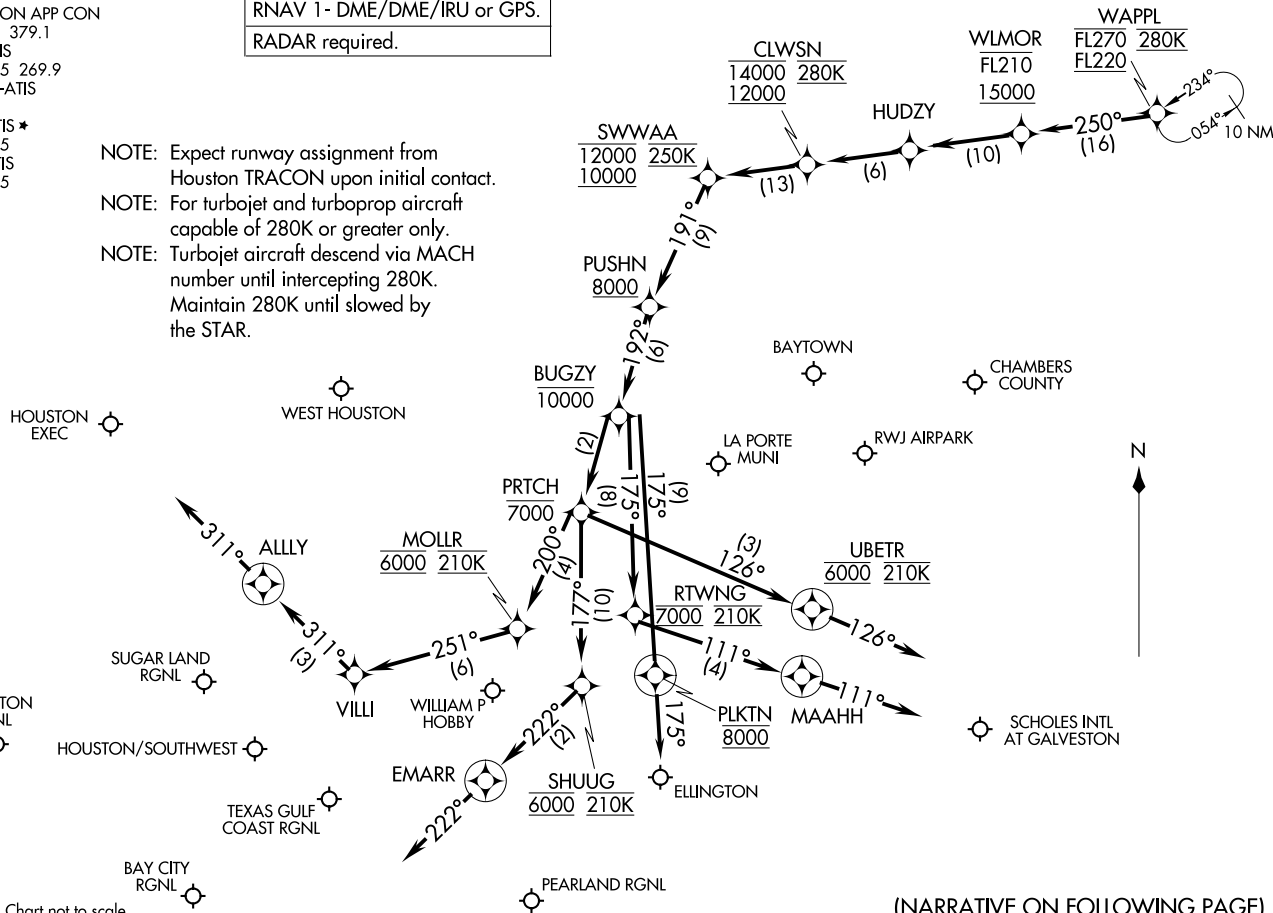 ON APP CON
379.1
IS
5 269.9
-ATIS
TIS ★
5
TIS
5
RNAV 1- DME/DME/IRU or GPS.
RADAR required.
NOTE: Expect runway assignment from
Houston TRACON upon initial contact.
NOTE: For turbojet and turboprop aircraft
capable of 280K or greater only.
NOTE: Turbojet aircraft descend via MACH
number until intercepting 280K.
Maintain 280K until slowed by
the STAR.
WAPPL
FL270 280K
FL220
234°
054°
10 NM
250°
(16)
WLMOR
FL210
15000
(10)
HUDZY
(6)
CLWSN
14000 280K
12000
(13)
SWWAA
12000 250K
10000
191°
(9)
PUSHN
8000
192°
(9)
BUGZY
10000
(2)
175°
(8)
175°
(9)
PRTCH
7000
200°
(4)
177°
(10)
(3)
126°
UBETR
6000 210K
126°
MOLLR
6000 210K
251°
(6)
VILLI
311°
(3)
ALLLY
311°
RTWNG
7000 210K
111°
(4)
MAAHH
111°
PLKTN
8000
175°
SHUUG
6000 210K
222°
(2)
EMARR
222°
HOUSTON
EXEC
WEST HOUSTON
BAYTOWN
CHAMBERS
COUNTY
LA PORTE
MUNI
RWJ AIRPARK
N
SUGAR LAND
RGNL
TON
NL
HOUSTON/SOUTHWEST
WILLIAM P
HOBBY
TEXAS GULF
COAST RGNL
ELLINGTON
SCHOLES INTL
AT GALVESTON
BAY CITY
RGNL
PEARLAND RGNL
Chart not to scale
(NARRATIVE ON FOLLOWING PAGE)